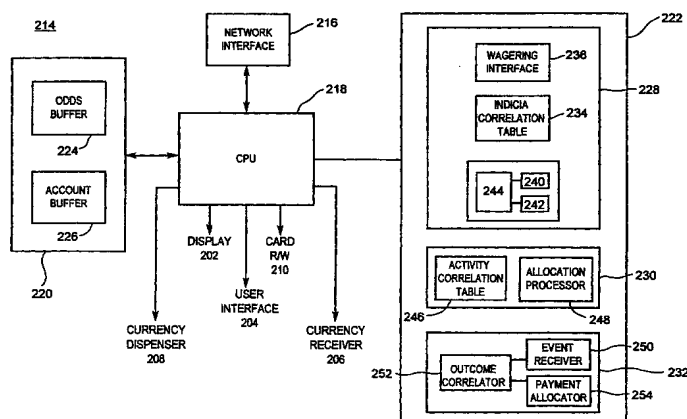 214
NETWORK
INTERFACE
216
222
218
ODDS
BUFFER
224
ACCOUNT
BUFFER
226
220
CPU
DISPLAY
202
CARD
R/W
210
USER
INTERFACE
204
CURRENCY
DISPENSER
208
CURRENCY
RECEIVER
206
WAGERING
INTERFACE
236
228
INDICIA
CORRELATION
TABLE
234
244
240
242
ACTIVITY
CORRELATION
TABLE
246
ALLOCATION
PROCESSOR
248
230
252
OUTCOME
CORRELATOR
EVENT
RECEIVER
250
232
PAYMENT
ALLOCATOR
254